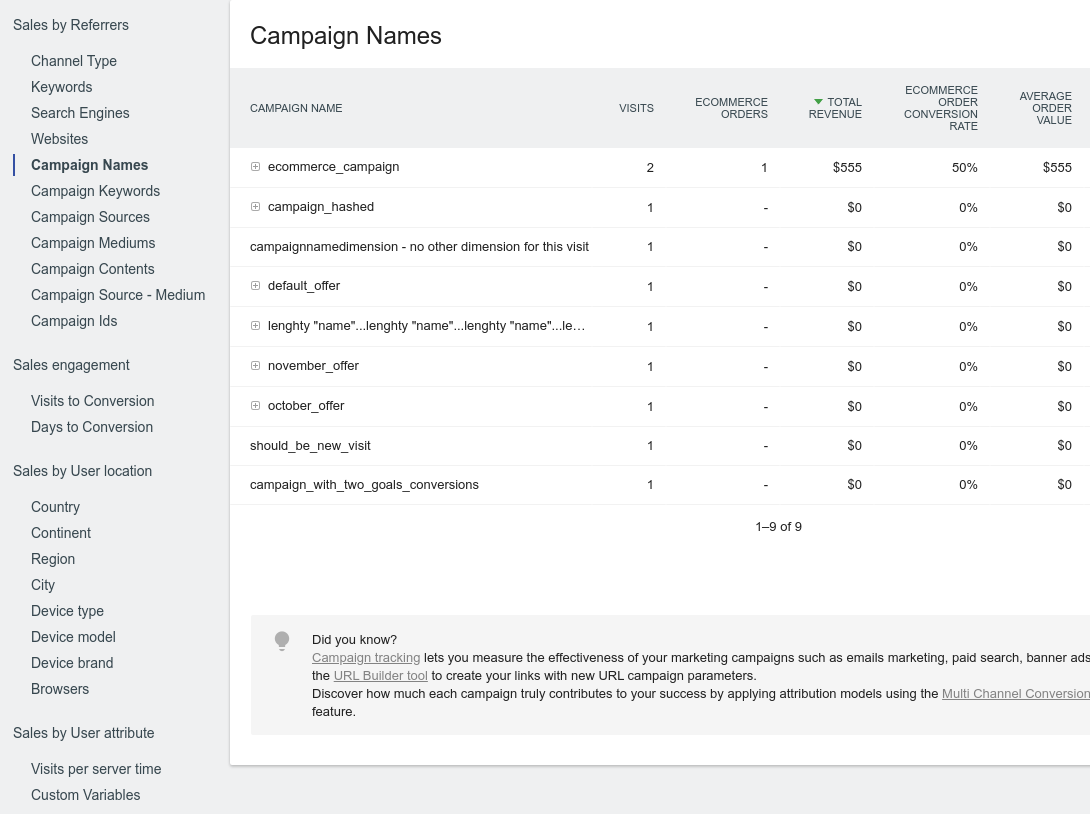 Sales by Referrers
Channel Type
Keywords
Search Engines
Websites
Campaign Names
Campaign Keywords
Campaign Sources
Campaign Mediums
Campaign Contents
Campaign Source - Medium
Campaign Ids
Sales engagement
Visits to Conversion
Days to Conversion
Sales by User location
Country
Continent
Region
City
Device type
Device model
Device brand
Browsers
Sales by User attribute
Visits per server time
Custom Variables
Campaign Names
CAMPAIGN NAME VISITS ECOMMERCE ORDERS TOTAL REVENUE ECOMMERCE ORDER CONVERSION RATE AVERAGE ORDER VALUE
ecommerce_campaign 2 1 $555 50% $555
campaign_hashed 1 - $0 0% $0
campaignnamedimension - no other dimension for this visit 1 - $0 0% $0
default_offer 1 - $0 0% $0
lenghty "name"...lenghty "name"...lenghty "name"...le... 1 - $0 0% $0
november_offer 1 - $0 0% $0
october_offer 1 - $0 0% $0
should_be_new_visit 1 - $0 0% $0
campaign_with_two_goals_conversions 1 - $0 0% $0
1–9 of 9
Did you know?
Campaign tracking lets you measure the effectiveness of your marketing campaigns such as emails marketing, paid search, banner ads
the URL Builder tool to create your links with new URL campaign parameters.
Discover how much each campaign truly contributes to your success by applying attribution models using the Multi Channel Conversion
feature.